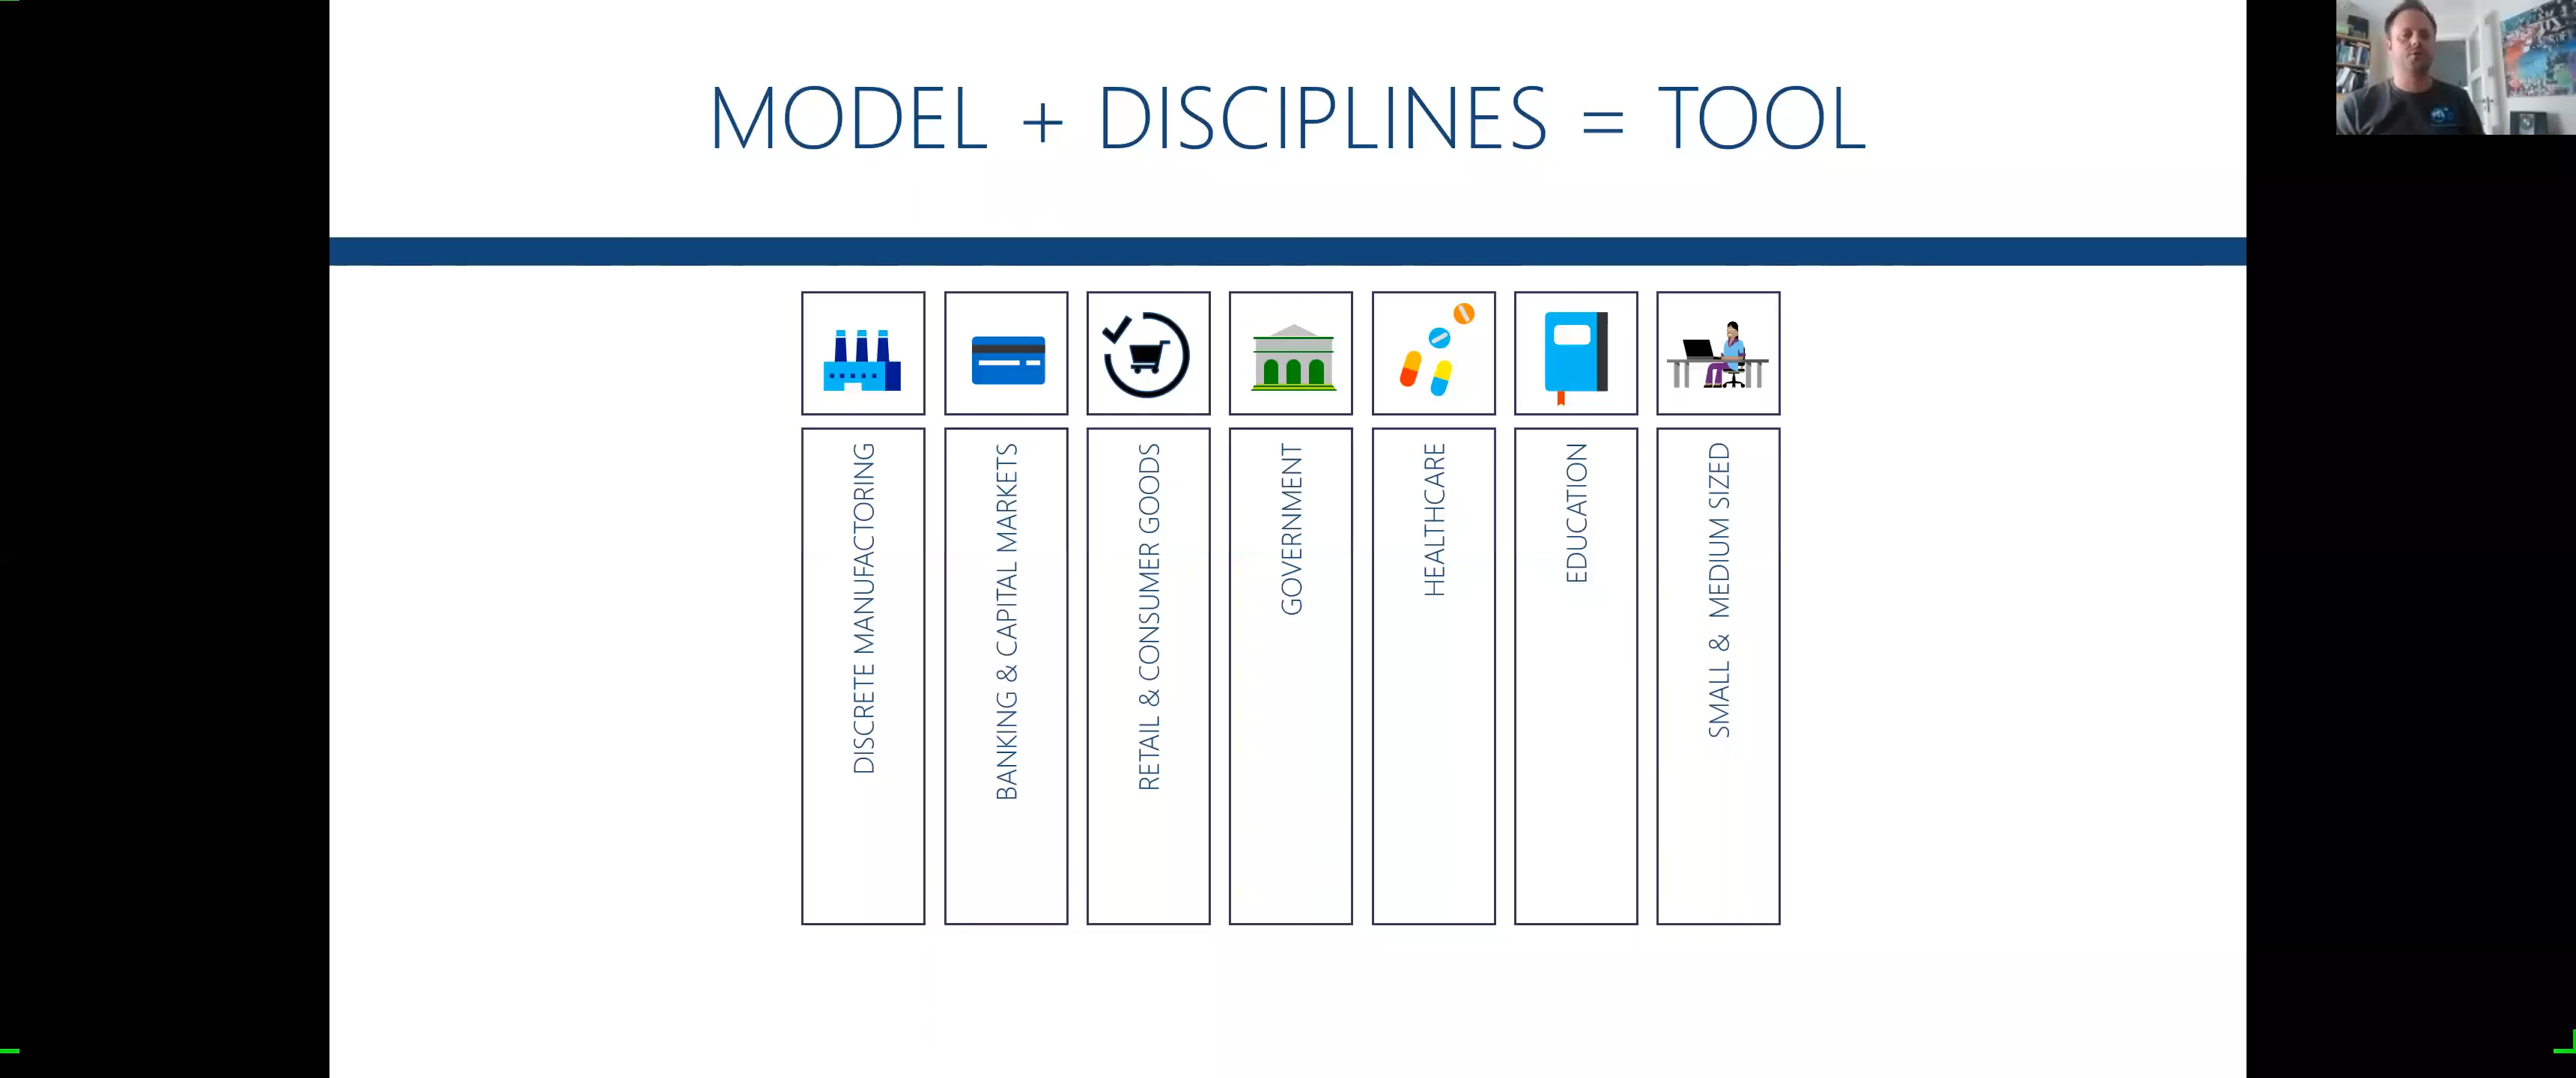 MODEL + DISCIPLINES = TOOL
DISCRETE MANUFACTORING
BANKING & CAPITAL MARKETS
RETAIL & CONSUMER GOODS
GOVERNMENT
HEALTHCARE
EDUCATION
SMALL & MEDIUM SIZED